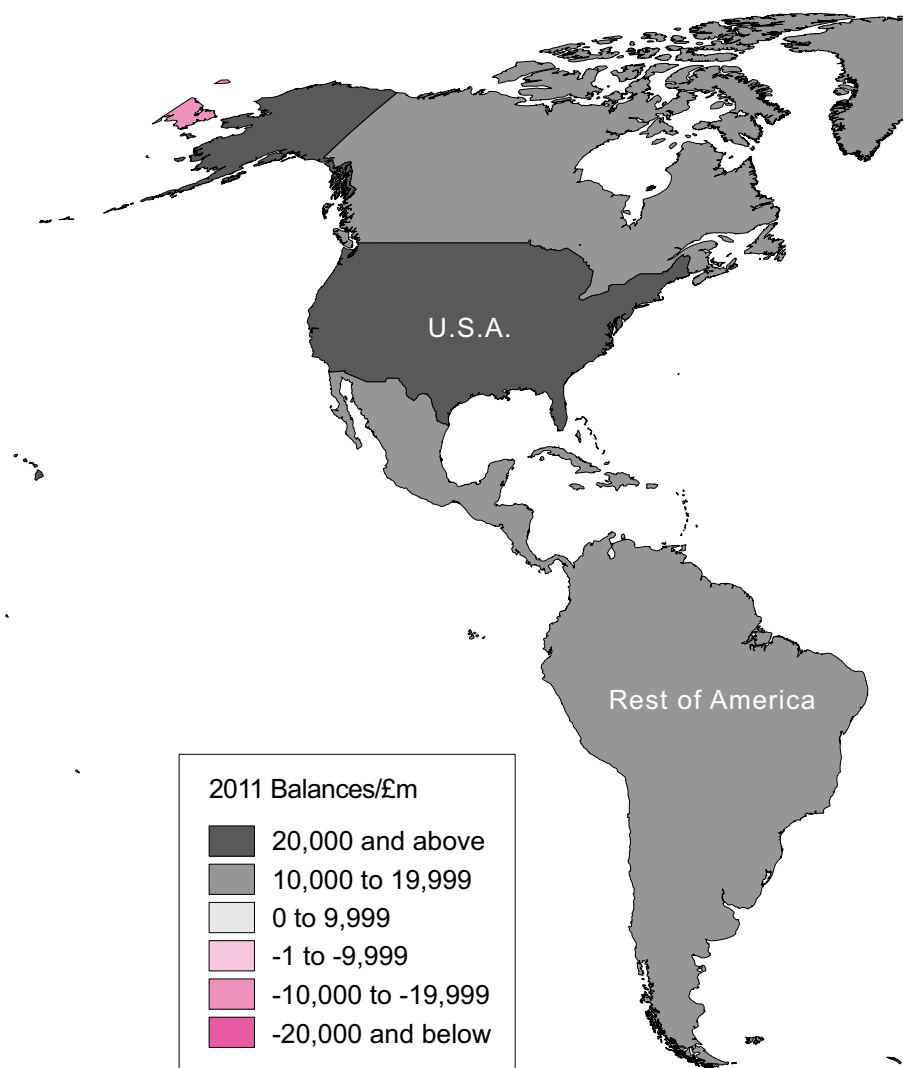 U.S.A.
Rest of America
2011 Balances/£m
20,000 and above
10,000 to 19,999
0 to 9,999
-1 to -9,999
-10,000 to -19,999
-20,000 and below